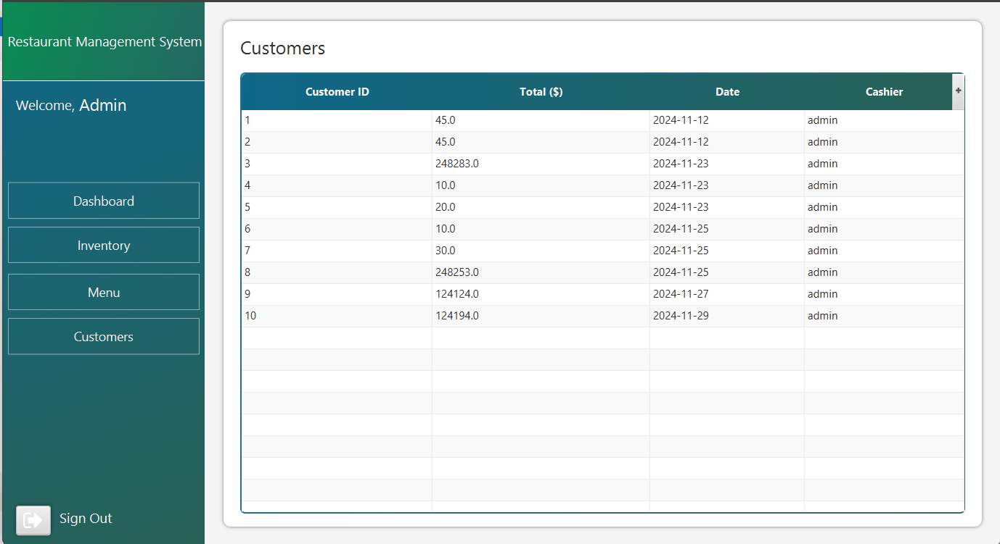 Restaurant Management System
Welcome, Admin
Dashboard
Inventory
Menu
Customers
Sign Out
Customers
Customer ID Total ($) Date Cashier +
1 45.0 2024-11-12 admin
2 45.0 2024-11-12 admin
3 248283.0 2024-11-23 admin
4 10.0 2024-11-23 admin
5 20.0 2024-11-23 admin
6 10.0 2024-11-25 admin
7 30.0 2024-11-25 admin
8 248253.0 2024-11-25 admin
9 124124.0 2024-11-27 admin
10 124194.0 2024-11-29 admin